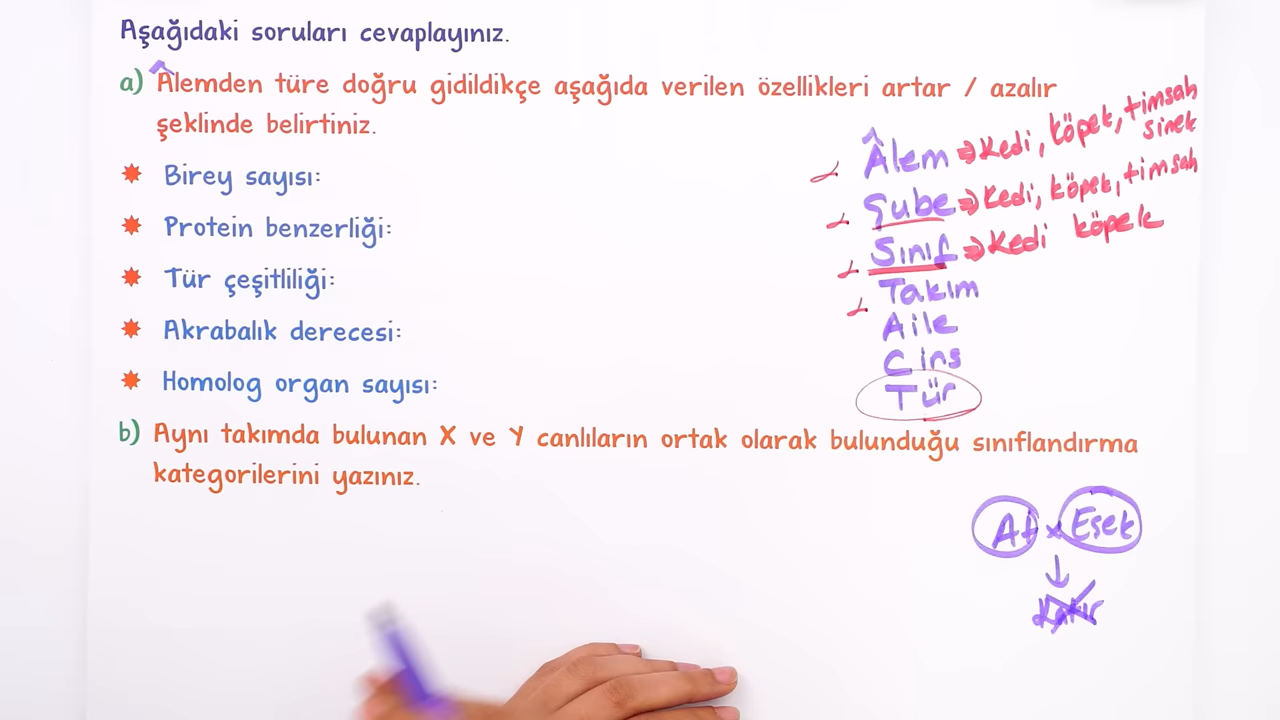 Aşağıdaki soruları cevaplayınız.
a) Âlemden türe doğru gidildikçe aşağıda verilen özellikleri artar / azalır
şeklinde belirtiniz.
Birey sayısı:
Protein benzerliği:
Tür çeşitliliği:
Akrabalık derecesi:
Homolog organ sayısı:
Âlem ⇒ Kedi, köpek, timsah
sinek
Şube ⇒ Kedi, köpek, timsah
Sınıf ⇒ Kedi köpek
Takım
Aile
Cins
Tür
b) Aynı takımda bulunan X ve Y canlıların ortak olarak bulunduğu sınıflandırma
kategorilerini yazınız.
At x Eşek
↓
Katır